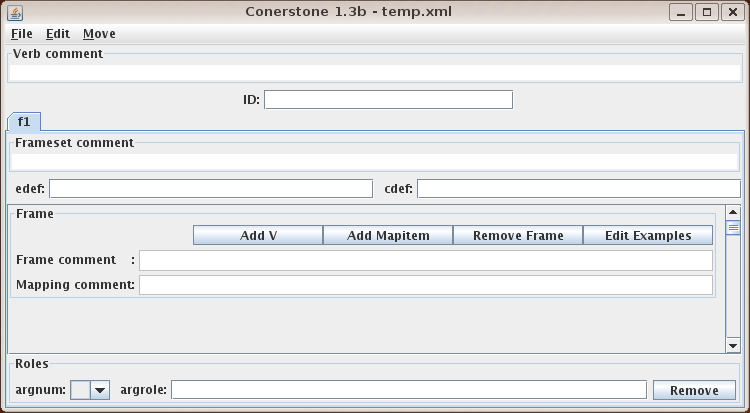 Conerstone 1.3b - temp.xml
File Edit Move
Verb comment
ID:
f1
Frameset comment
edef: cdef:
Frame
Add V Add Mapitem Remove Frame Edit Examples
Frame comment :
Mapping comment:
Roles
argnum: argrole: Remove